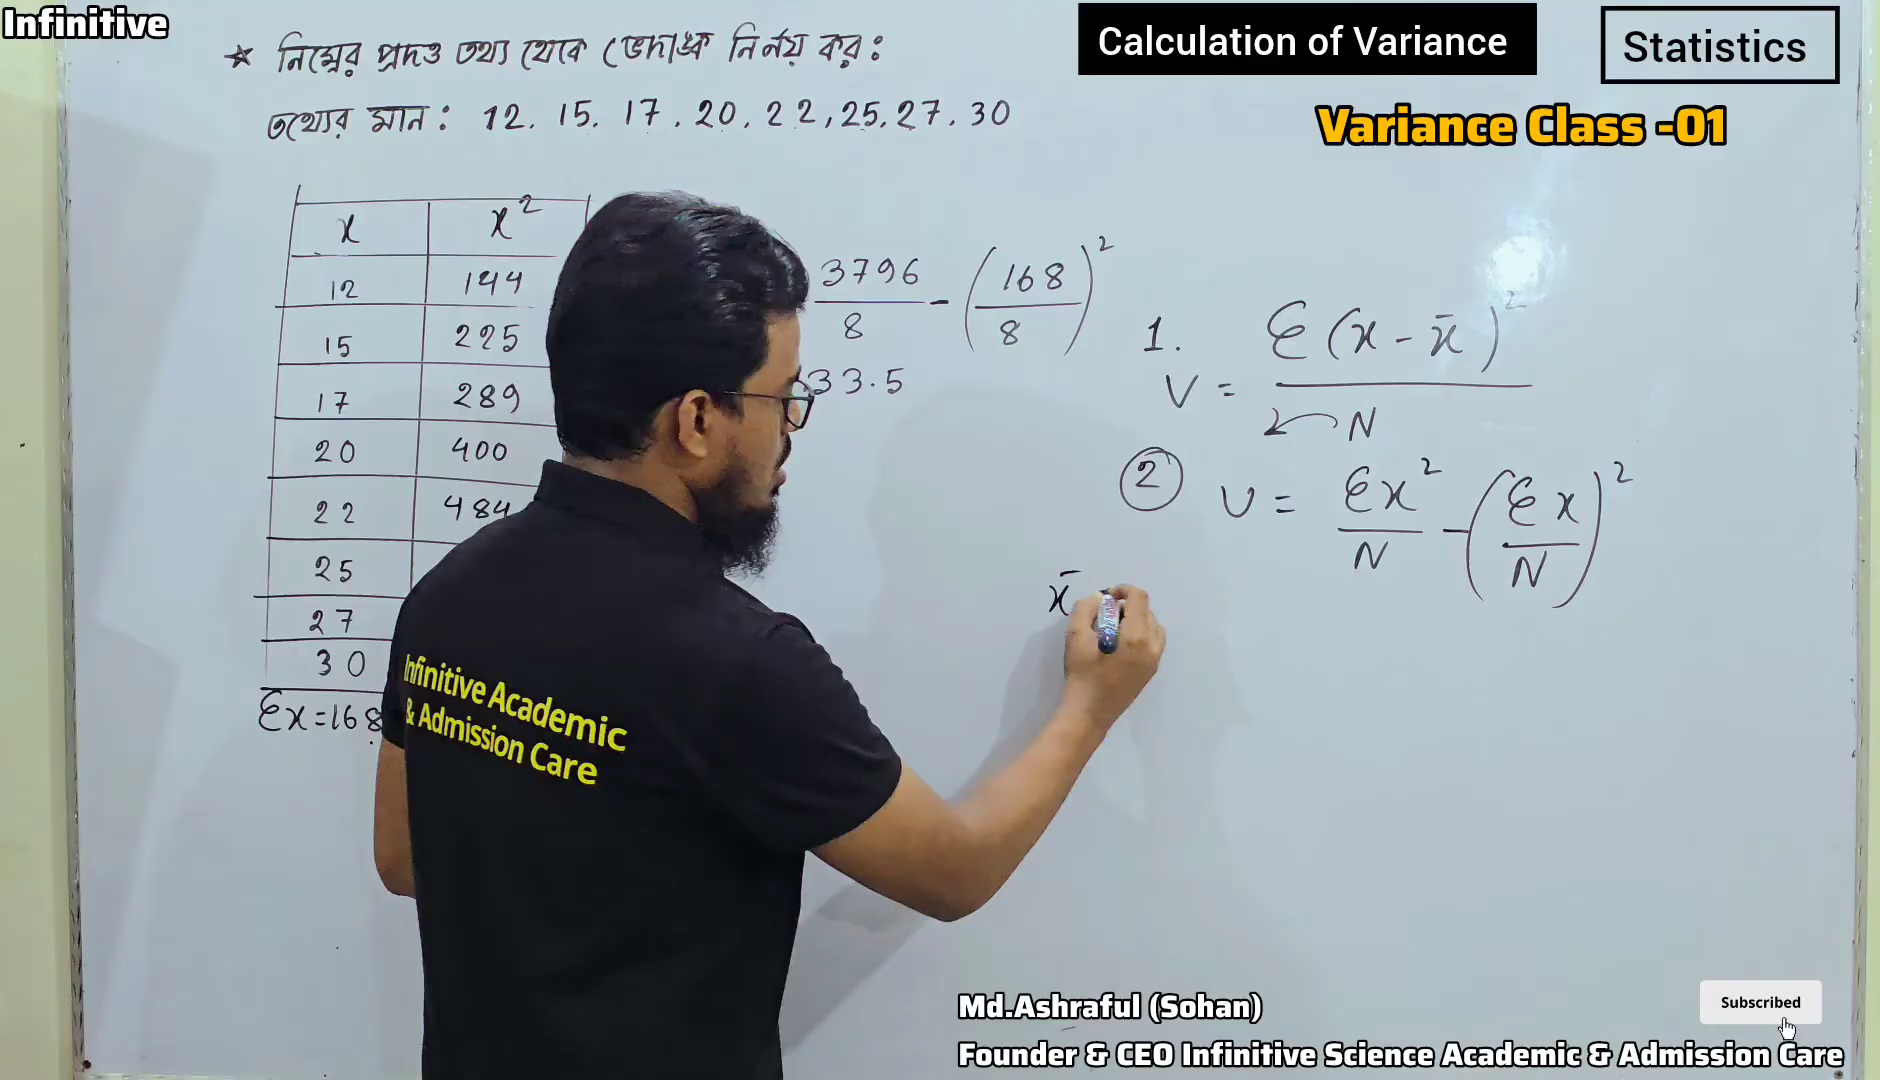 Infinitive
Calculation of Variance
Statistics
Variance Class -01
★ নিম্নের প্রদত্ত তথ্য থেকে ভেদাঙ্ক নির্নয় কর :
তথ্যের মান : 12, 15, 17, 20, 22, 25, 27, 30
x x²
12 144
15 225
17 289
20 400
22 484
25
27
30
Σx = 168
3796/8 - (168/8)²
33.5
1. V = Σ(x - x̄)² / N
② V = Σx²/N - (Σx/N)²
x̄
Infinitive Academic
& Admission Care
Md.Ashraful (Sohan)
Subscribed
Founder & CEO Infinitive Science Academic & Admission Care